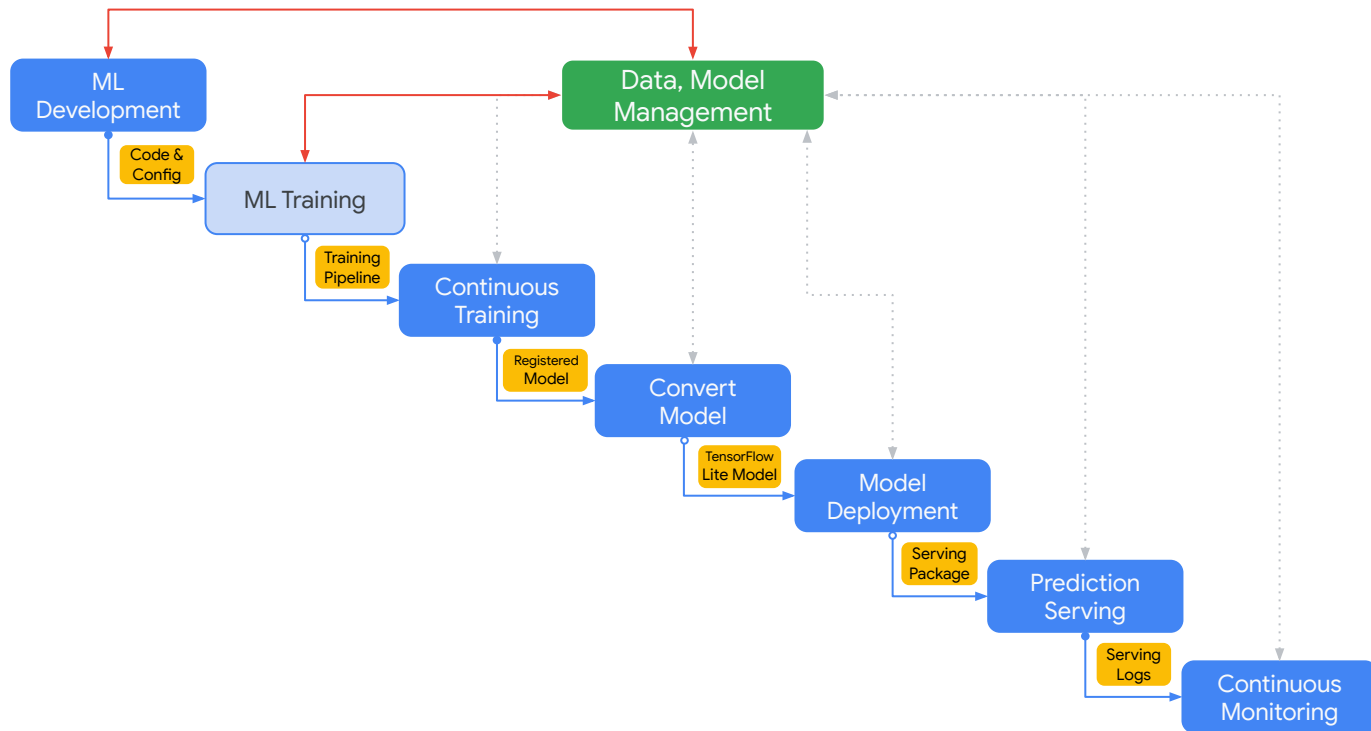 ML
Development
Data, Model
Management
Code &
Config
ML Training
Training
Pipeline
Continuous
Training
Registered
Model
Convert
Model
TensorFlow
Lite Model
Model
Deployment
Serving
Package
Prediction
Serving
Serving
Logs
Continuous
Monitoring